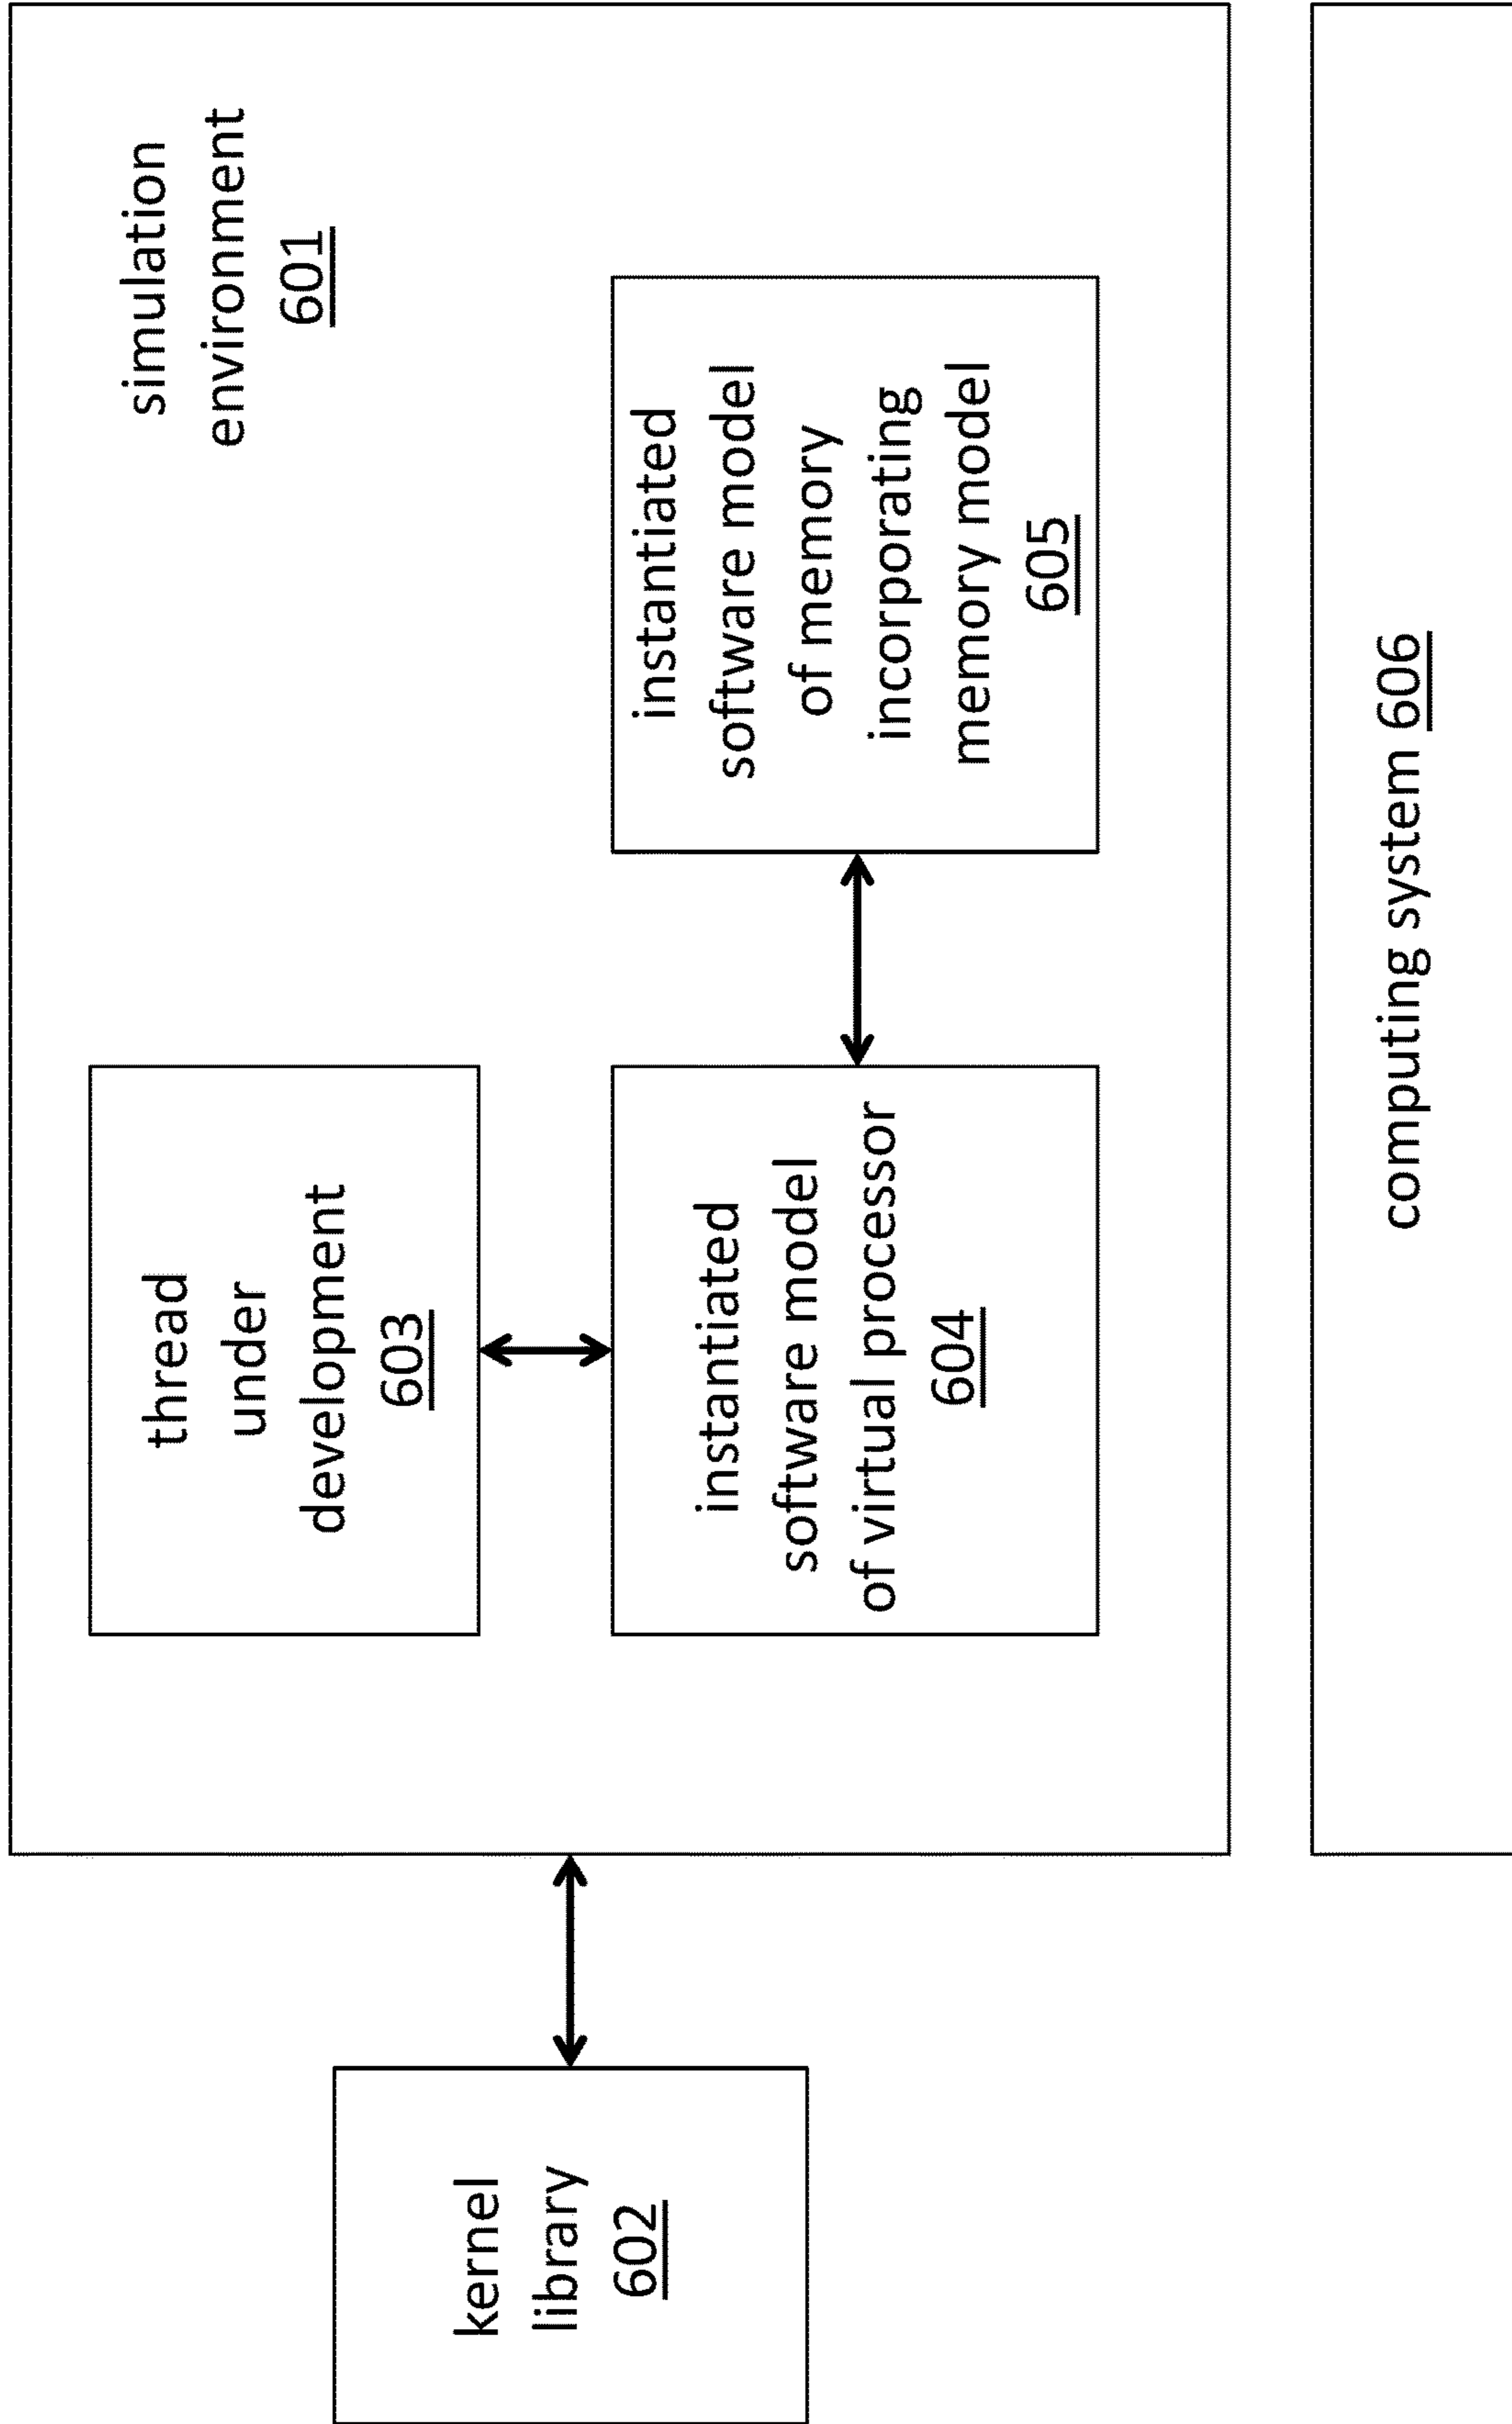 simulation
environment
601
thread
under
development
603
kernel
library
602
instantiated
software model
of virtual processor
604
instantiated
software model
of memory
incorporating
memory model
605
computing system 606